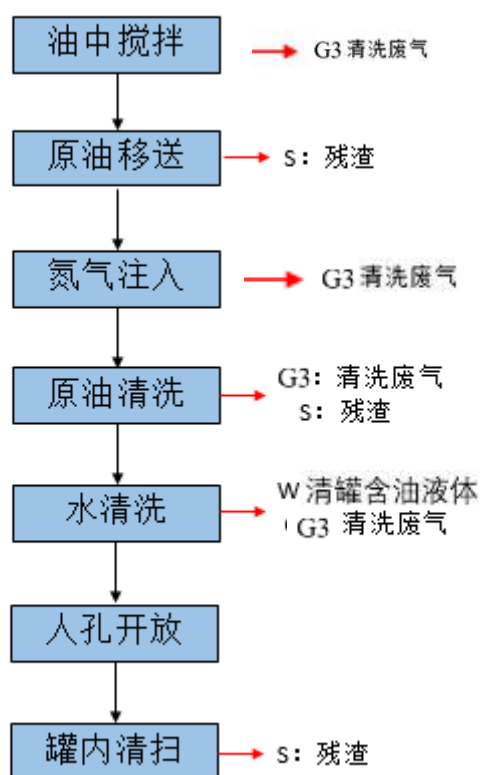 油中搅拌
G3 清洗废气
原油移送
S：残渣
氮气注入
G3 清洗废气
原油清洗
G3：清洗废气
S：残渣
水清洗
W 清罐含油液体
G3 清洗废气
人孔开放
罐内清扫
S：残渣